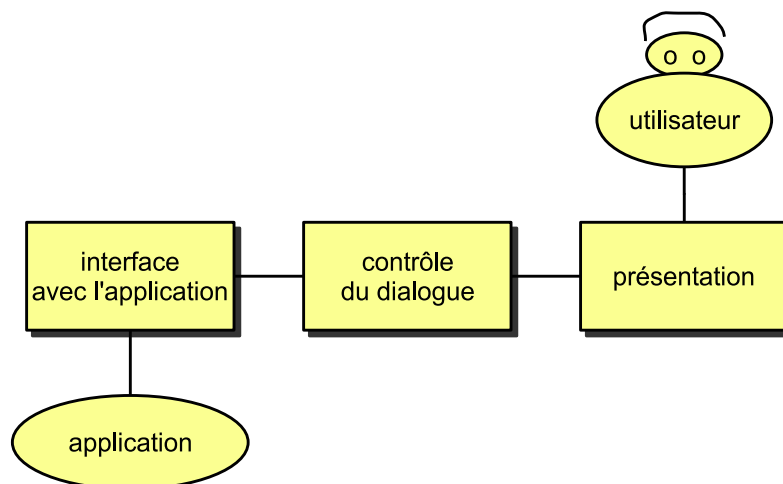 utilisateur
interface
avec l'application
contrôle
du dialogue
présentation
application